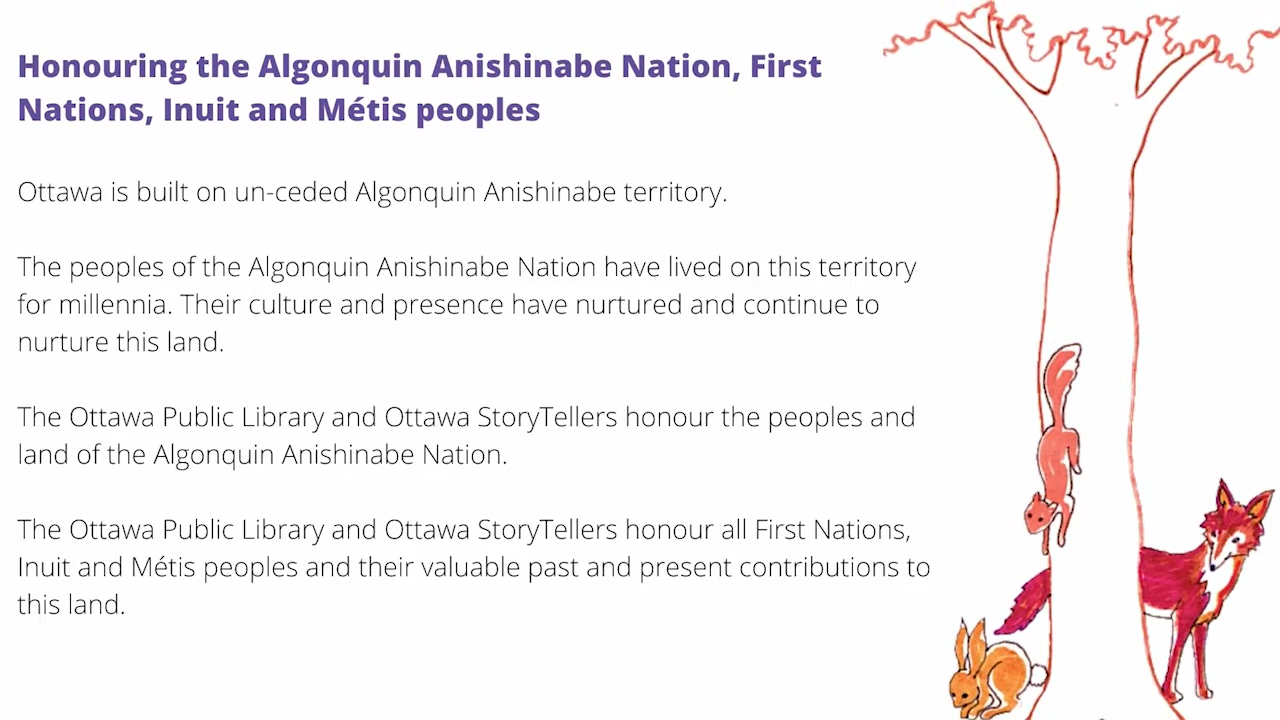 Honouring the Algonquin Anishinabe Nation, First
Nations, Inuit and Métis peoples
Ottawa is built on un-ceded Algonquin Anishinabe territory.
The peoples of the Algonquin Anishinabe Nation have lived on this territory
for millennia. Their culture and presence have nurtured and continue to
nurture this land.
The Ottawa Public Library and Ottawa StoryTellers honour the peoples and
land of the Algonquin Anishinabe Nation.
The Ottawa Public Library and Ottawa StoryTellers honour all First Nations,
Inuit and Métis peoples and their valuable past and present contributions to
this land.